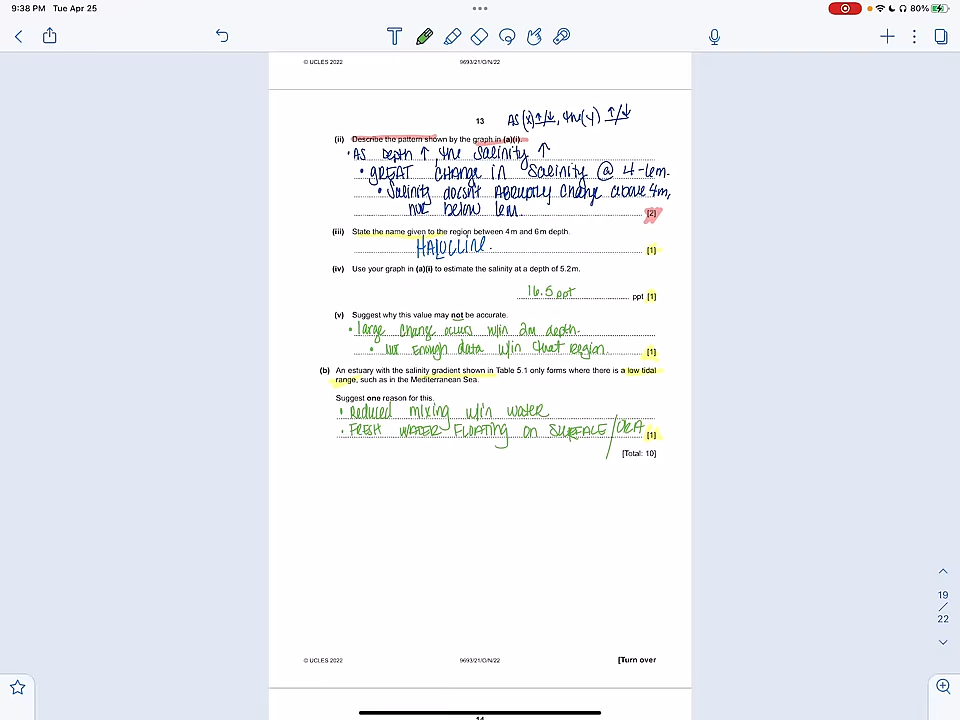 9:38 PM Tue Apr 25
80%
© UCLES 2022 9693/21/O/N/22
13 AS (X) ↑/↓, the (Y) ↑/↓
(ii) Describe the pattern shown by the graph in (a)(i).
• AS Depth ↑, the Salinity ↑
• GREAT CHANGE in Salinity @ 4-6m.
• Salinity doesn't ABRUPTLY Change above 4m,
nor below 6m. [2]
(iii) State the name given to the region between 4 m and 6 m depth.
HALOCLINE. [1]
(iv) Use your graph in (a)(i) to estimate the salinity at a depth of 5.2m.
16.5 ppt ppt [1]
(v) Suggest why this value may not be accurate.
• large change occurs w/in 2m depth.
• not enough data w/in that region. [1]
(b) An estuary with the salinity gradient shown in Table 5.1 only forms where there is a low tidal
range, such as in the Mediterranean Sea.
Suggest one reason for this.
• Reduced mixing w/in water
• FRESH WATER FLOATING on SURFACE / ORA [1]
[Total: 10]
19
/
22
© UCLES 2022 9693/21/O/N/22 [Turn over
14